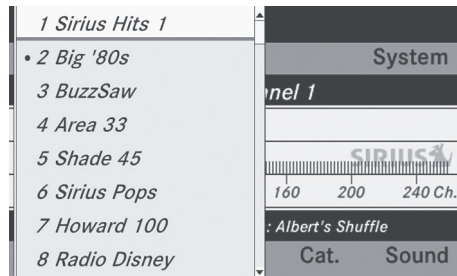 1 Sirius Hits 1
• 2 Big '80s
System
3 BuzzSaw
nnel 1
4 Area 33
5 Shade 45
SIRIUS
6 Sirius Pops
160 200 240 Ch.
7 Howard 100
: Albert's Shuffle
8 Radio Disney
Cat. Sound